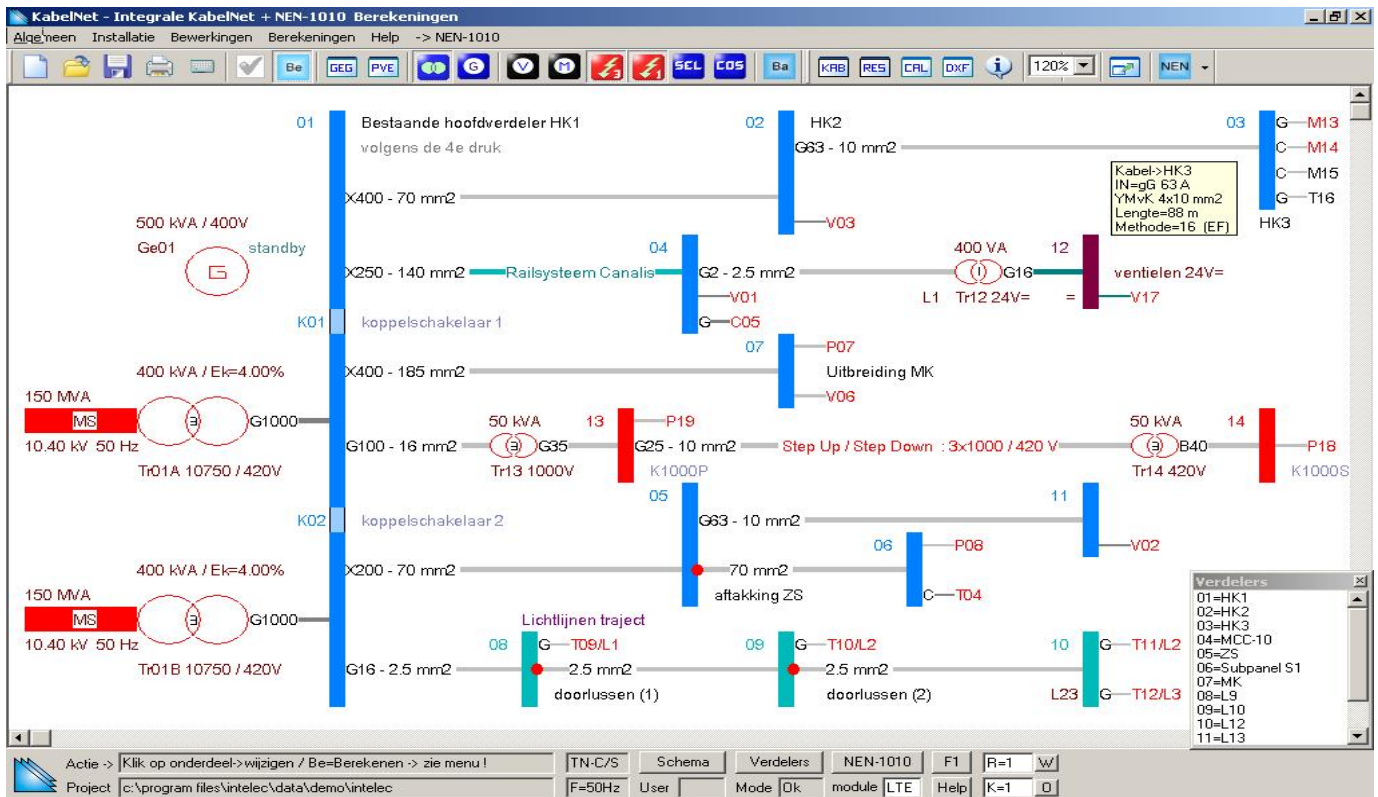 KabelNet - Integrale KabelNet + NEN-1010 Berekeningen
Algemeen Installatie Bewerkingen Berekeningen Help -> NEN-1010
Be GEG PVE G V M 3 1 SCL COS Ba KAB RES CAL DXF i 120% NEN
01 Bestaande hoofdverdeler HK1 02 HK2 03 G M13
volgens de 4e druk G63 - 10 mm2 C M14
Kabel->HK3 C M15
IN=gG 63 A
X400 - 70 mm2 YMvK 4x10 mm2 G T16
Lengte=88 m
500 kVA / 400V V03 Methode=16 (EF) HK3
Ge01 standby 04 400 VA 12
G X250 - 140 mm2 Railsysteem Canalis G2 - 2.5 mm2 G16 ventielen 24V=
V01 L1 Tr12 24V= = V17
K01 koppelschakelaar 1 G C05
07 P07
400 kVA / Ek=4.00% X400 - 185 mm2 Uitbreiding MK
150 MVA V06
MS G1000 50 kVA 13 P19 50 kVA 14
10.40 kV 50 Hz G100 - 16 mm2 G35 G25 - 10 mm2 Step Up / Step Down : 3x1000 / 420 V B40 P18
Tr01A 10750 / 420V Tr13 1000V K1000P Tr14 420V K1000S
05 11
K02 koppelschakelaar 2 G63 - 10 mm2
06 P08 V02
400 kVA / Ek=4.00% X200 - 70 mm2 70 mm2
150 MVA aftakking ZS C T04
MS G1000 Lichtlijnen traject
10.40 kV 50 Hz 08 G T09/L1 09 G T10/L2 10 G T11/L2
Tr01B 10750 / 420V G16 - 2.5 mm2 2.5 mm2 2.5 mm2
doorlussen (1) doorlussen (2) L23 G T12/L3
Verdelers
01=HK1
02=HK2
03=HK3
04=MCC-10
05=ZS
06=Subpanel S1
07=MK
08=L9
09=L10
10=L12
11=L13
Actie -> Klik op onderdeel->wijzigen / Be=Berekenen -> zie menu ! TN-C/S Schema Verdelers NEN-1010 F1 R=1 W
Project c:\program files\intelec\data\demo\intelec F=50Hz User Mode Ok module LTE Help K=1 O